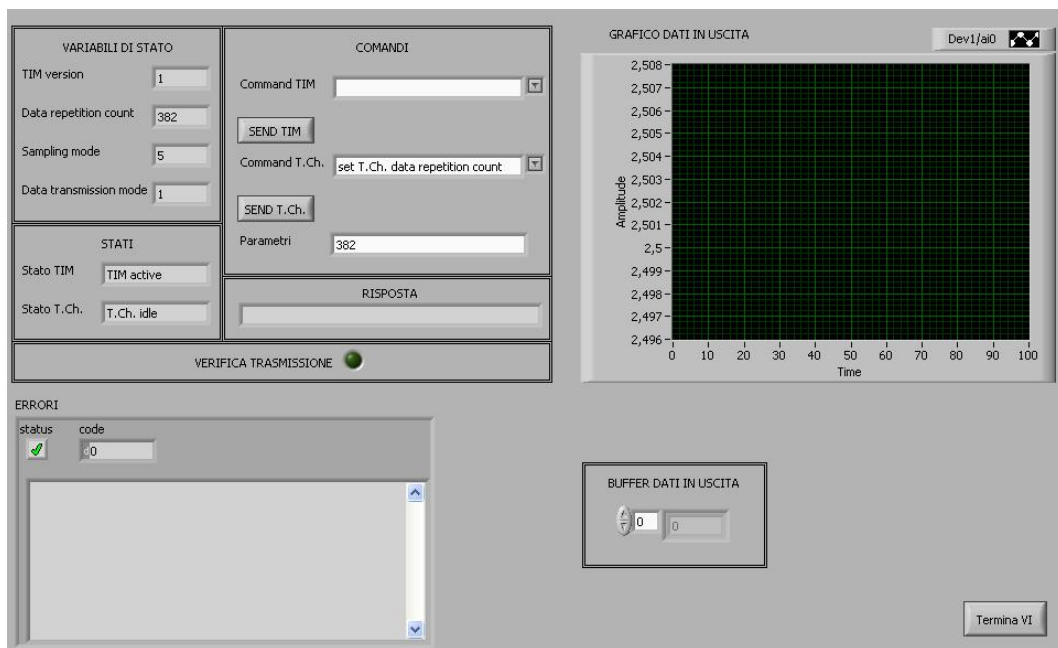 VARIABILI DI STATO
TIM version 1
Data repetition count 382
Sampling mode 5
Data transmission mode 1
STATI
Stato TIM TIM active
Stato T.Ch. T.Ch. idle
COMANDI
Command TIM
SEND TIM
Command T.Ch. set T.Ch. data repetition count
SEND T.Ch.
Parametri 382
RISPOSTA
VERIFICA TRASMISSIONE
GRAFICO DATI IN USCITA
Dev1/ai0
Amplitude
2,508
2,507
2,506
2,505
2,504
2,503
2,502
2,501
2,5
2,499
2,498
2,497
2,496
0 10 20 30 40 50 60 70 80 90 100
Time
ERRORI
status code
0
BUFFER DATI IN USCITA
0 0
Termina VI